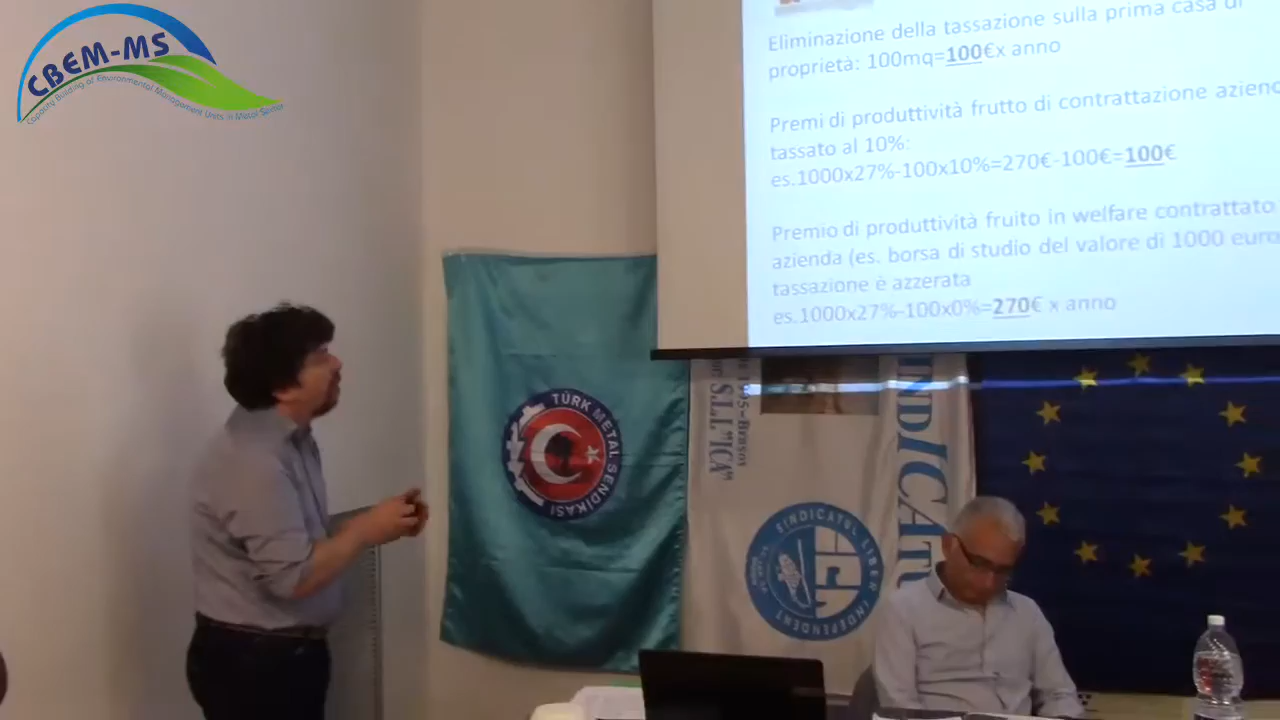 CBEM-MS
Capacity Building of Environmental Management Units in Metal Sector
Eliminazione della tassazione sulla prima casa di
proprietà: 100mq=100€x anno
Premi di produttività frutto di contrattazione azienc
tassato al 10%:
es.1000x27%-100x10%=270€-100€=100€
Premio di produttività fruito in welfare contrattato
azienda (es. borsa di studio del valore di 1000 euro
tassazione è azzerata
es.1000x27%-100x0%=270€ x anno
TÜRK METAL SENDİKASI
S.I.I."ICA"
NDICATU
SINDICATUL LIBER INDEPENDENT